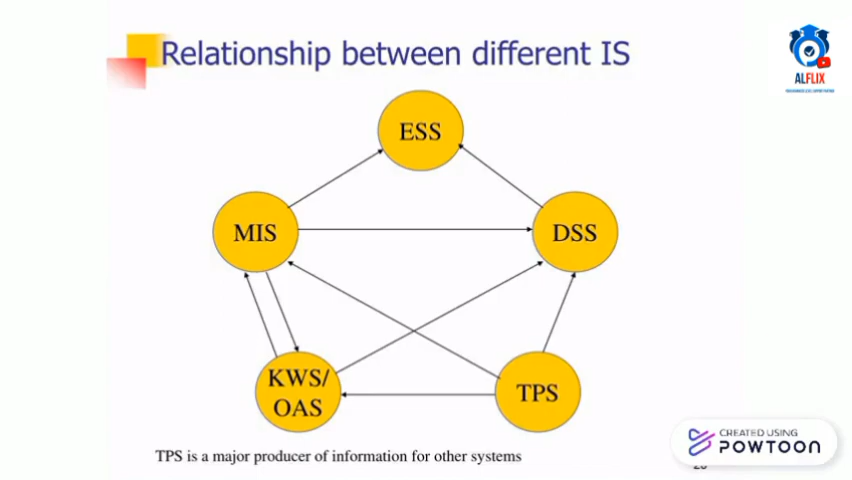 Relationship between different IS
ALFLIX
ESS
MIS
DSS
KWS/
OAS
TPS
TPS is a major producer of information for other systems
CREATED USING
POWTOON